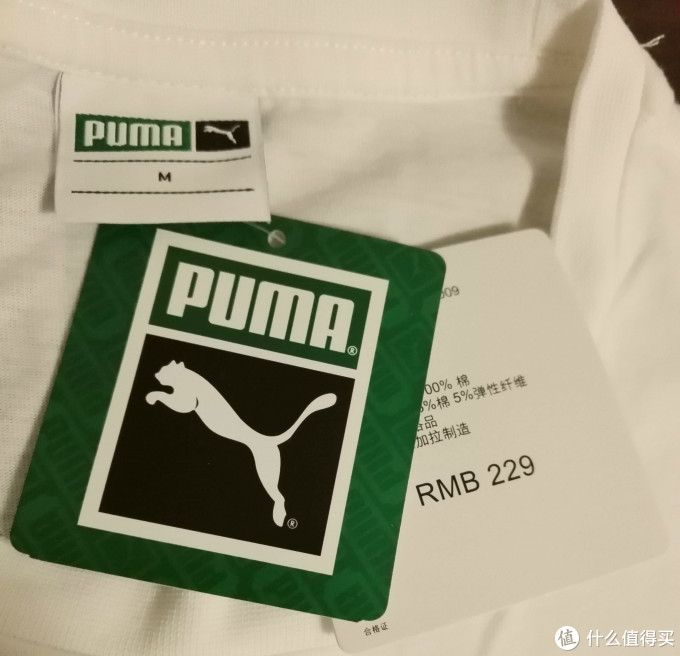 PUMA
M
PUMA
®
®
009
00% 棉
%棉 5%弹性纤维
品
加拉制造
RMB 229
合格证
值 什么值得买